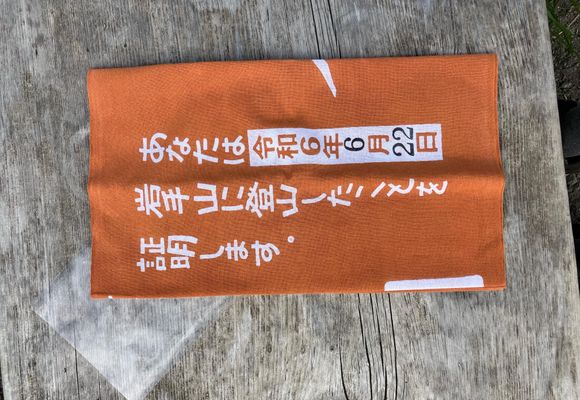 あなたは令和6年6月22日
岩手山に登山したことを
証明します。